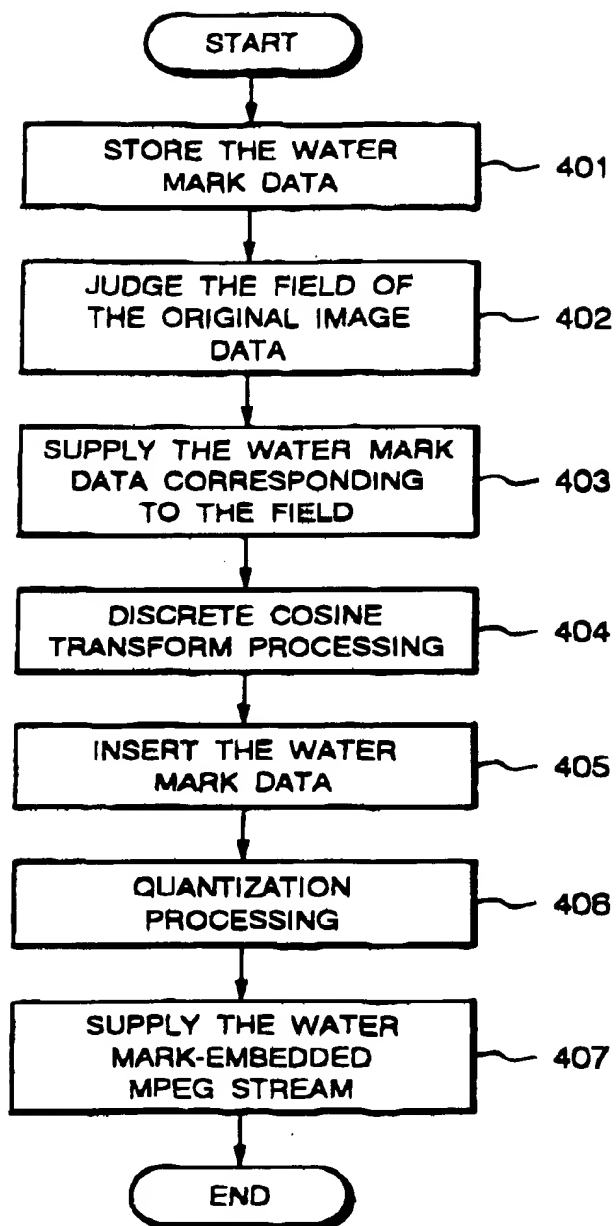 START
STORE THE WATER
MARK DATA
401
JUDGE THE FIELD OF
THE ORIGINAL IMAGE
DATA
402
SUPPLY THE WATER MARK
DATA CORRESPONDING
TO THE FIELD
403
DISCRETE COSINE
TRANSFORM PROCESSING
404
INSERT THE WATER
MARK DATA
405
QUANTIZATION
PROCESSING
406
SUPPLY THE WATER
MARK-EMBEDDED
MPEG STREAM
407
END